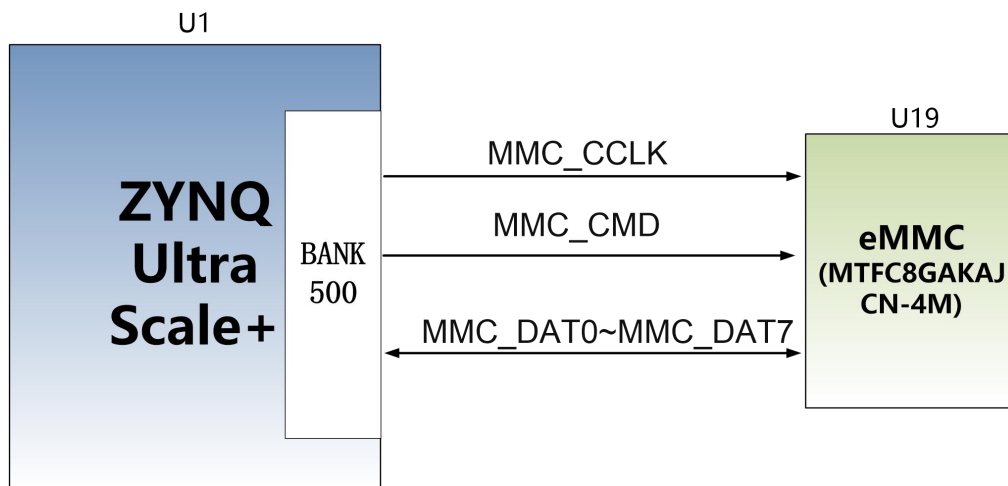 U1
ZYNQ
Ultra
Scale+
BANK
500
MMC_CCLK
MMC_CMD
MMC_DAT0~MMC_DAT7
U19
eMMC
(MTFC8GAKAJ
CN-4M)